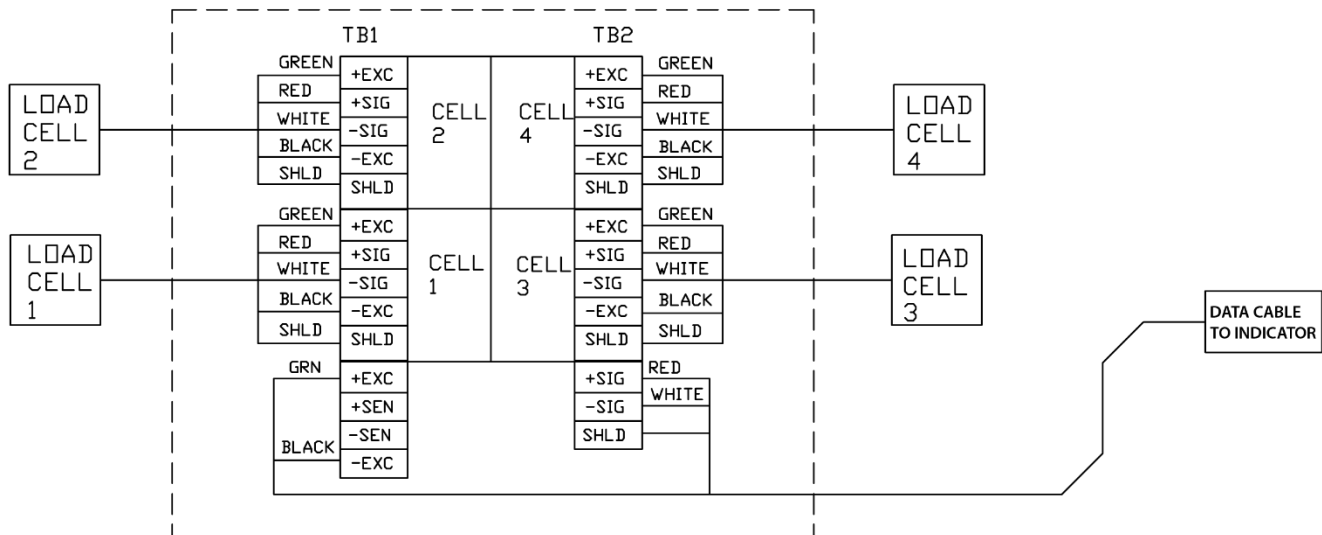 TB1
TB2
GREEN
+EXC
RED
+SIG
WHITE
-SIG
BLACK
-EXC
SHLD
SHLD
CELL
2
CELL
4
+EXC
GREEN
+SIG
RED
-SIG
WHITE
-EXC
BLACK
SHLD
SHLD
LOAD
CELL
2
LOAD
CELL
4
GREEN
+EXC
RED
+SIG
WHITE
-SIG
BLACK
-EXC
SHLD
SHLD
CELL
1
CELL
3
+EXC
GREEN
+SIG
RED
-SIG
WHITE
-EXC
BLACK
SHLD
SHLD
LOAD
CELL
1
LOAD
CELL
3
DATA CABLE
TO INDICATOR
GRN
+EXC
+SEN
-SEN
BLACK
-EXC
+SIG
RED
-SIG
WHITE
SHLD